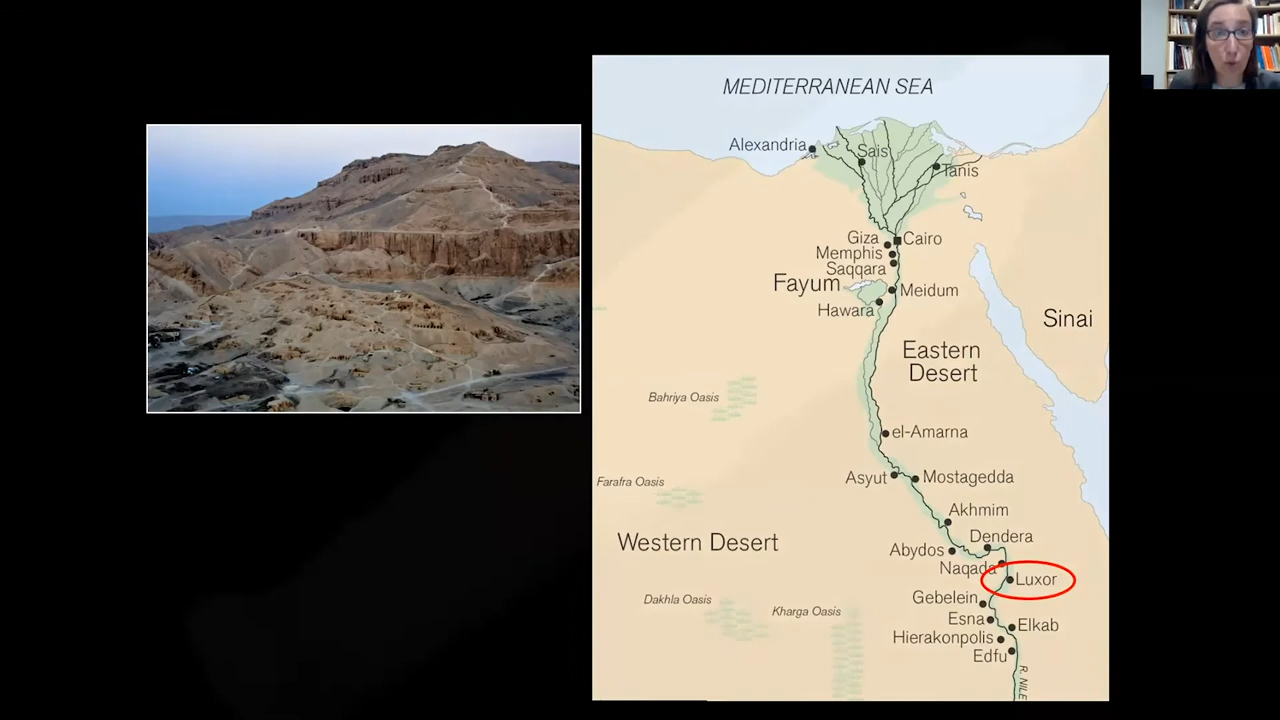 MEDITERRANEAN SEA
Alexandria
Sais
Tanis
Giza
Cairo
Memphis
Saqqara
Fayum
Meidum
Hawara
Sinai
Eastern
Desert
Bahriya Oasis
el-Amarna
Asyut
Mostagedda
Farafra Oasis
Akhmim
Western Desert
Dendera
Abydos
Naqada
Luxor
Dakhla Oasis
Gebelein
Kharga Oasis
Esna
Elkab
Hierakonpolis
Edfu
R. NILE